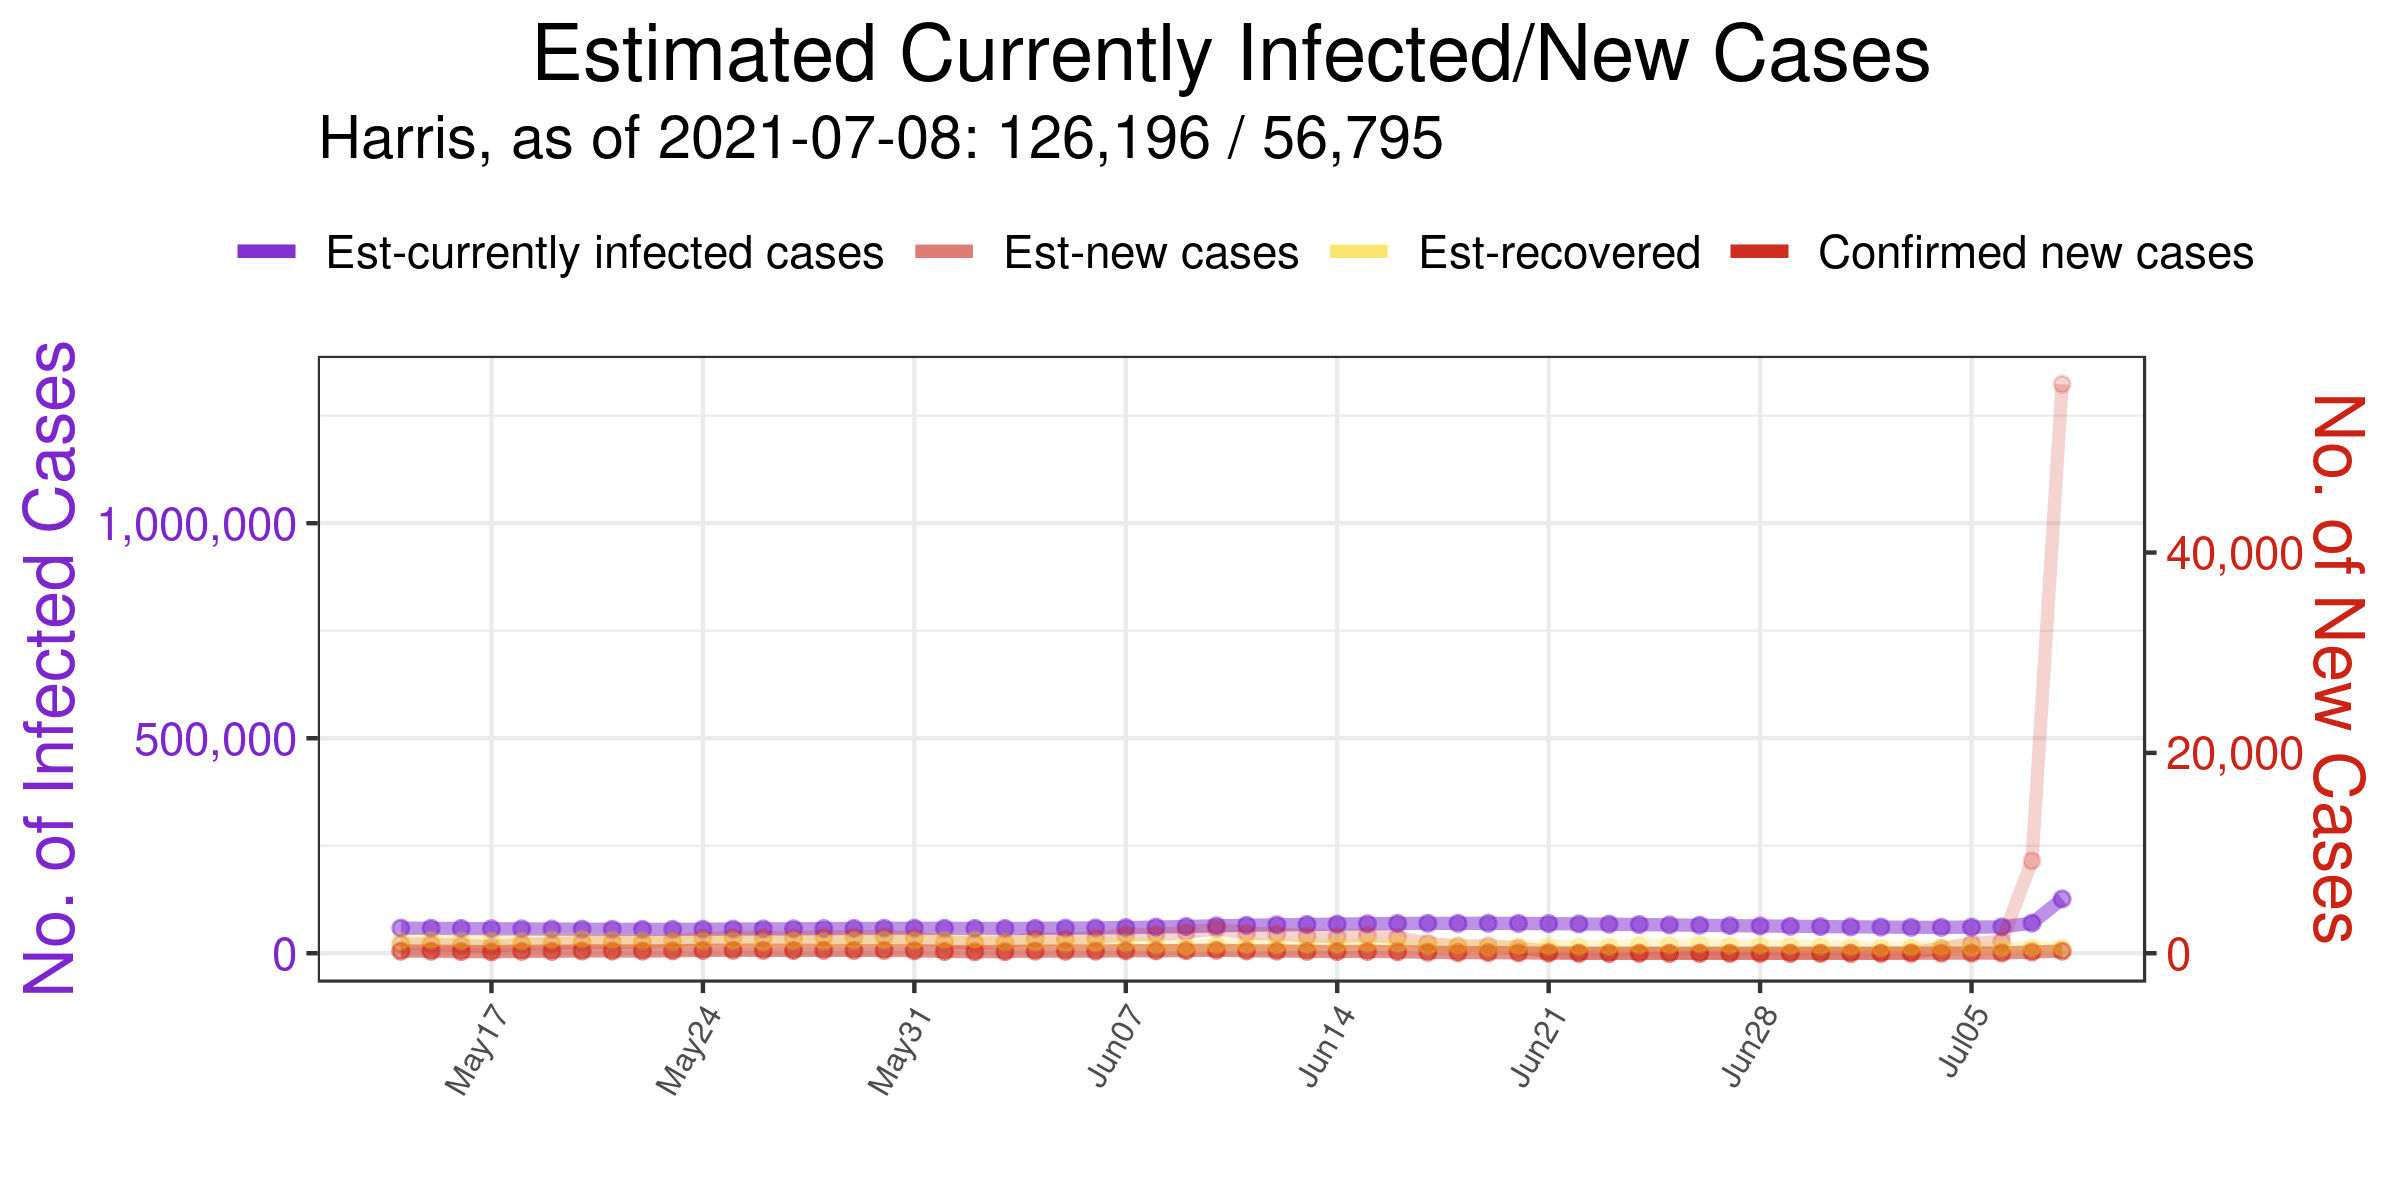 Estimated Currently Infected/New Cases
Harris, as of 2021-07-08: 126,196 / 56,795
Est-currently infected cases Est-new cases Est-recovered Confirmed new cases
No. of Infected Cases
1,000,000
500,000
0
40,000
20,000
0
No. of New Cases
May17 May24 May31 Jun07 Jun14 Jun21 Jun28 Jul05